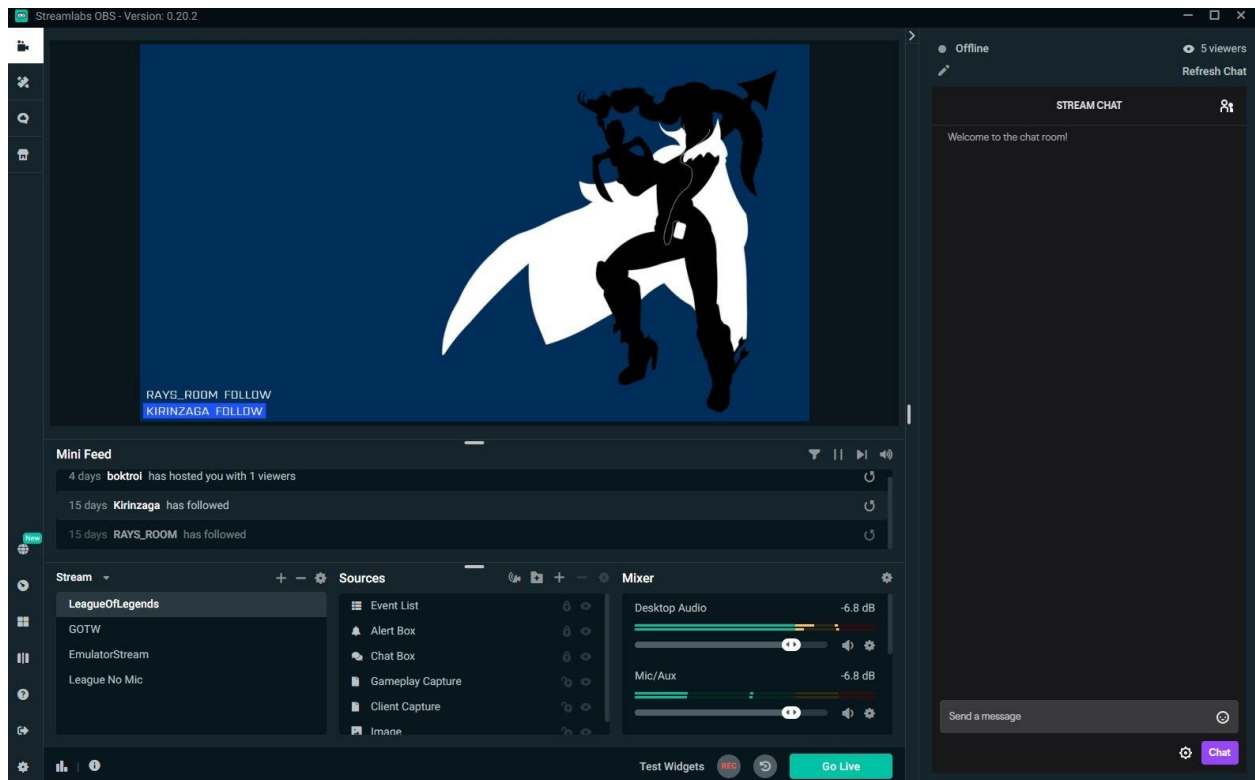 Streamlabs OBS - Version: 0.20.2
Offline
5 viewers
Refresh Chat
STREAM CHAT
Welcome to the chat room!
RAYS_ROOM FOLLOW
KIRINZAGA FOLLOW
Mini Feed
4 days boktroi has hosted you with 1 viewers
15 days Kirinzaga has followed
15 days RAYS_ROOM has followed
New
Stream
LeagueOfLegends
GOTW
EmulatorStream
League No Mic
Sources
Event List
Alert Box
Chat Box
Gameplay Capture
Client Capture
Image
Mixer
Desktop Audio -6.8 dB
Mic/Aux -6.8 dB
Send a message
Chat
Test Widgets
REC
Go Live